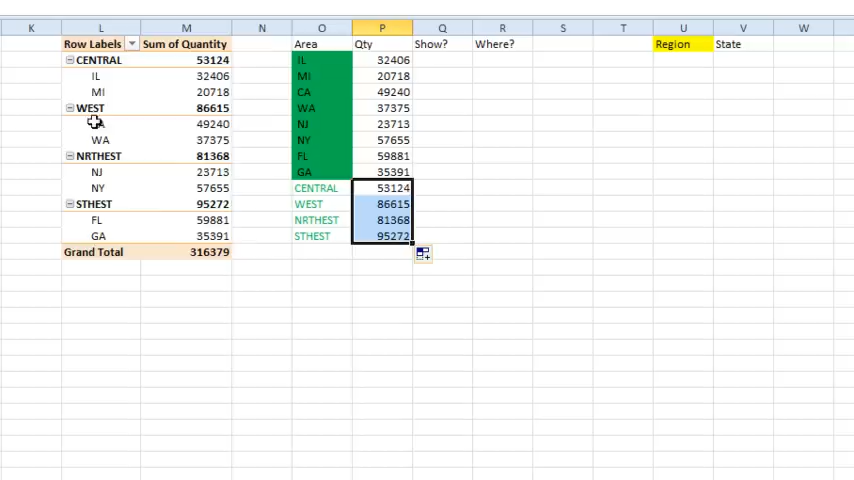 K L M N O P Q R S T U V W
Row Labels Sum of Quantity Area Qty Show? Where? Region State
CENTRAL 53124 IL 32406
IL 32406 MI 20718
MI 20718 CA 49240
WEST 86615 WA 37375
49240 NJ 23713
WA 37375 NY 57655
NRTHEST 81368 FL 59881
NJ 23713 GA 35391
NY 57655 CENTRAL 53124
STHEST 95272 WEST 86615
FL 59881 NRTHEST 81368
GA 35391 STHEST 95272
Grand Total 316379